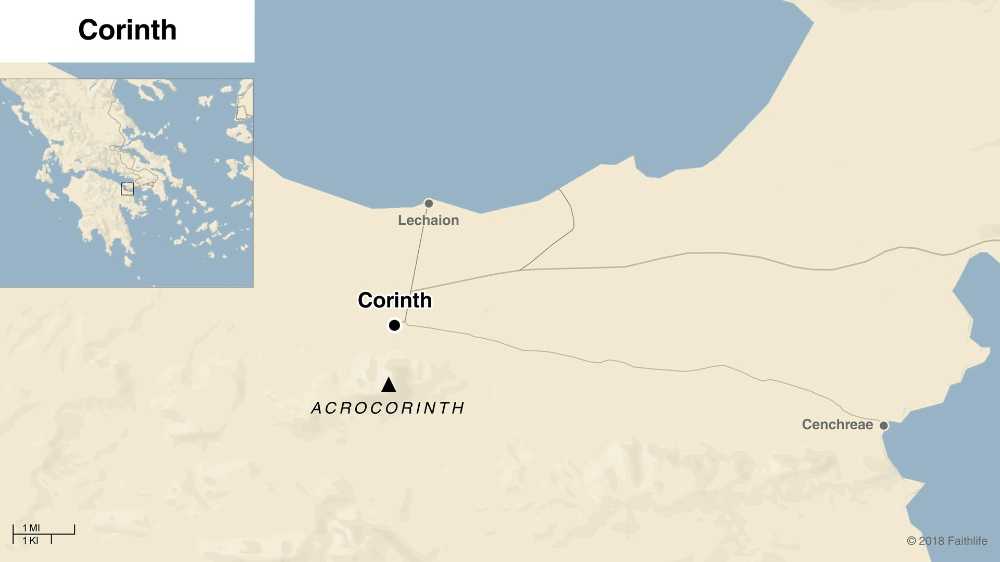 Corinth
Lechaion
Corinth
ACROCORINTH
Cenchreae
1 MI
1 KI
© 2018 Faithlife